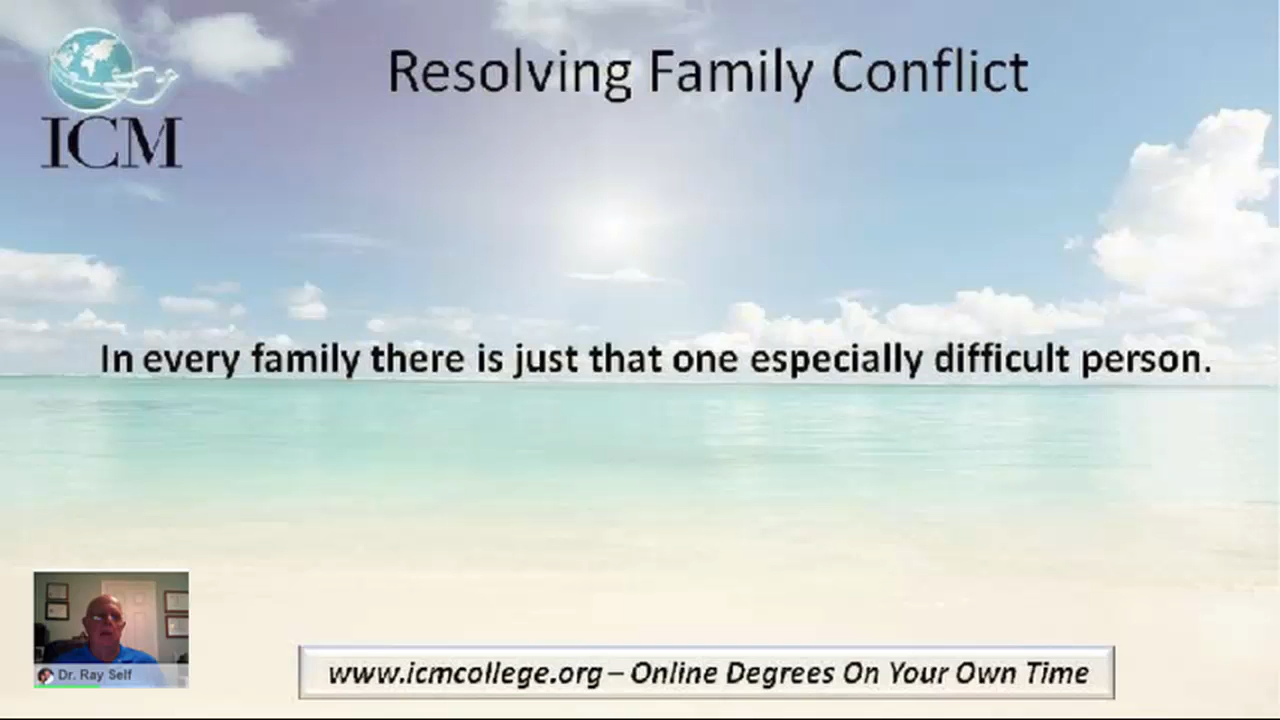 ICM
Resolving Family Conflict
In every family there is just that one especially difficult person.
Dr. Ray Self
www.icmcollege.org – Online Degrees On Your Own Time